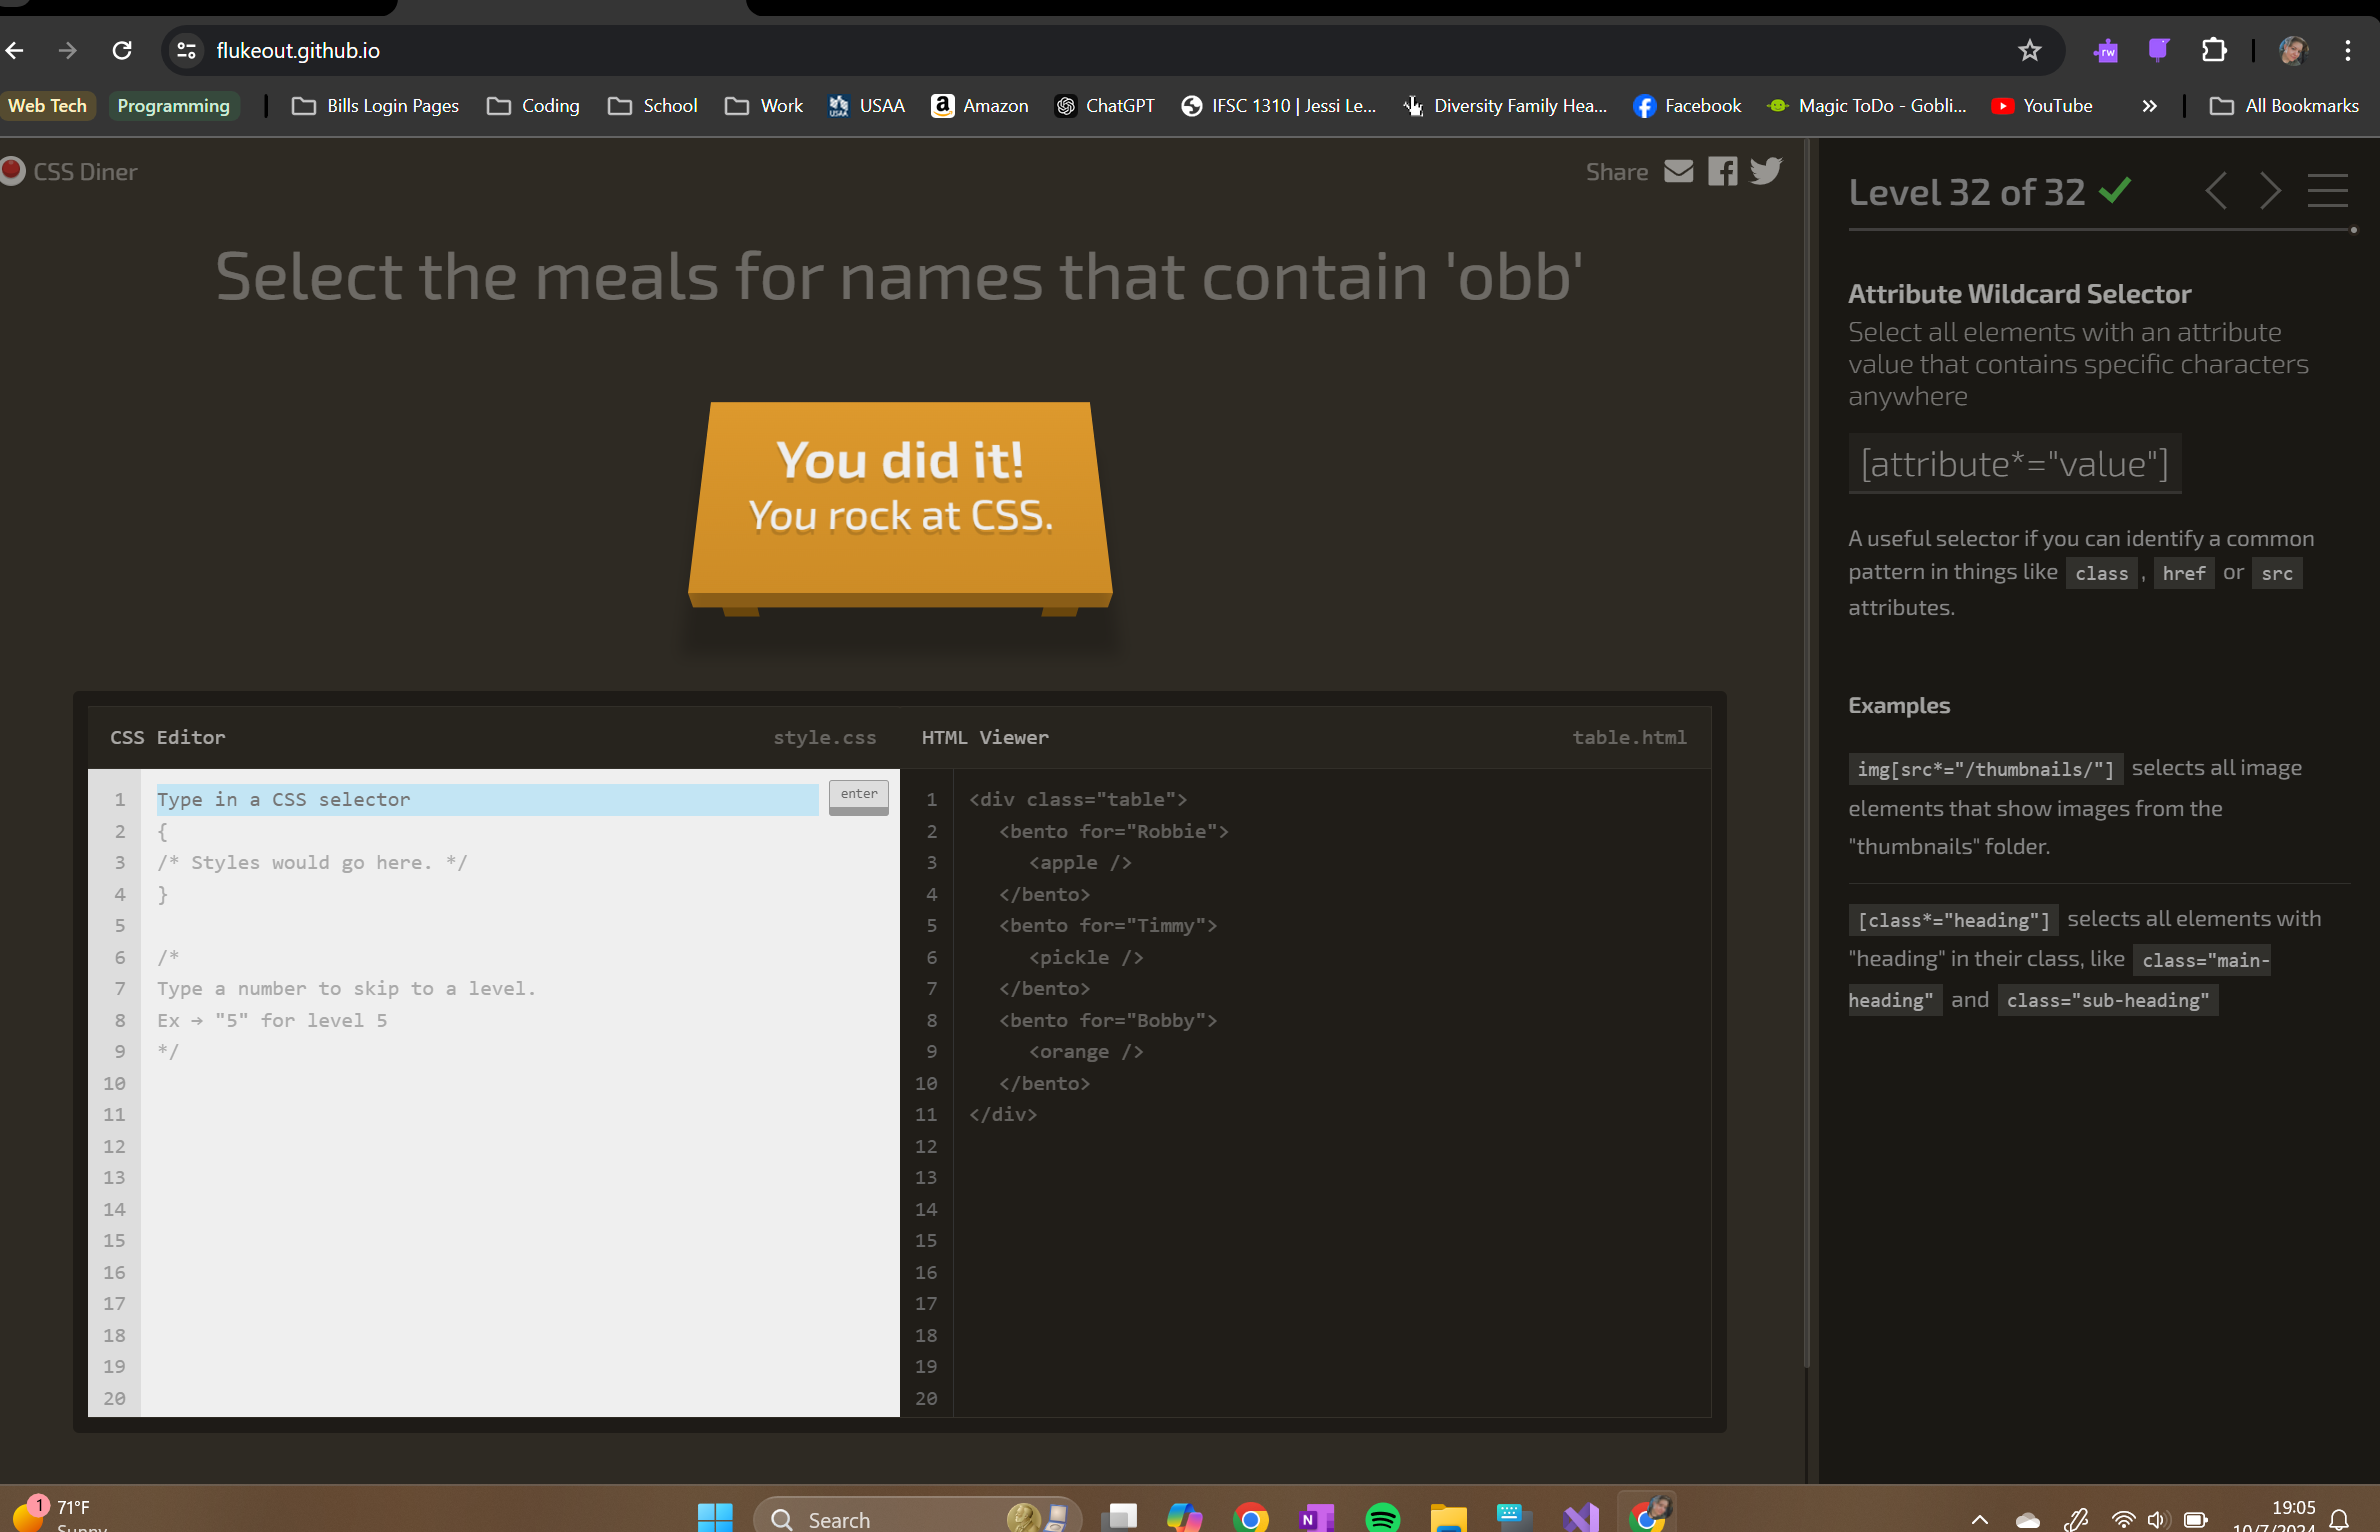 flukeout.github.io
Web Tech
Programming
Bills Login Pages
Coding
School
Work
USAA
Amazon
ChatGPT
IFSC 1310 | Jessi Le...
Diversity Family Hea...
Facebook
Magic ToDo - Gobli...
YouTube
All Bookmarks
CSS Diner
Share
Select the meals for names that contain 'obb'
You did it!
You rock at CSS.
CSS Editor
style.css
HTML Viewer
table.html
1 Type in a CSS selector
enter
2 {
3 /* Styles would go here. */
4 }
5
6 /*
7 Type a number to skip to a level.
8 Ex → "5" for level 5
9 */
10
11
12
13
14
15
16
17
18
19
20
1 <div class="table">
2 <bento for="Robbie">
3 <apple />
4 </bento>
5 <bento for="Timmy">
6 <pickle />
7 </bento>
8 <bento for="Bobby">
9 <orange />
10 </bento>
11 </div>
12
13
14
15
16
17
18
19
20
Level 32 of 32
Attribute Wildcard Selector
Select all elements with an attribute
value that contains specific characters
anywhere
[attribute*="value"]
A useful selector if you can identify a common
pattern in things like class, href or src
attributes.
Examples
img[src*="/thumbnails/"] selects all image
elements that show images from the
"thumbnails" folder.
[class*="heading"] selects all elements with
"heading" in their class, like class="main-
heading" and class="sub-heading"
1
71°F
Sunny
Search
19:05
10/7/2024